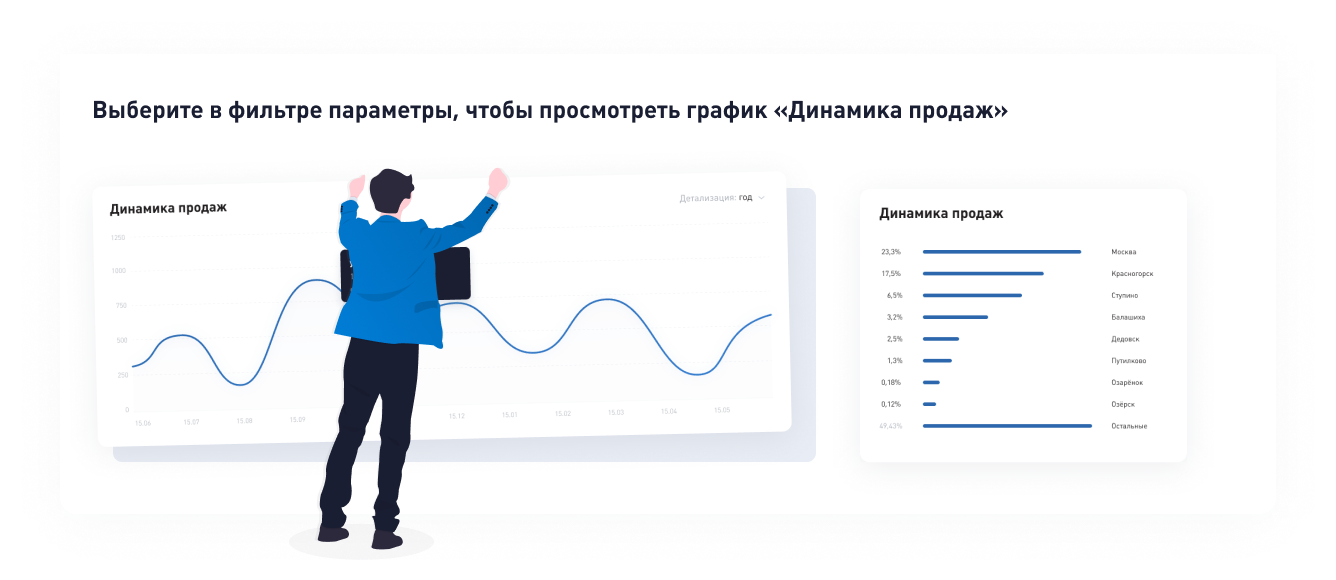 Выберите в фильтре параметры, чтобы просмотреть график «Динамика продаж»
Динамика продаж
Детализация: год
1250
1000
750
500
250
0
15.06 15.07 15.08 15.09 15.12 15.01 15.02 15.03 15.04 15.05
Динамика продаж
23,3% Москва
17,5% Красногорск
6,5% Ступино
3,2% Балашиха
2,5% Дедовск
1,3% Путилково
0,18% Озарёнок
0,12% Озёрск
49,43% Остальные